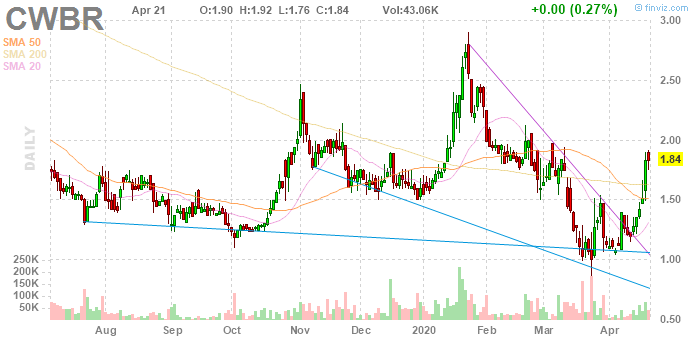 CWBR
Apr 21 O:1.90 H:1.92 L:1.76 C:1.84 Vol:43.06K +0.00 (0.27%)
© finviz.com
SMA 50
SMA 200
SMA 20
DAILY
3.00
2.50
2.00
1.84
1.50
1.00
0.50
250K
200K
150K
100K
50K
Aug Sep Oct Nov Dec 2020 Feb Mar Apr